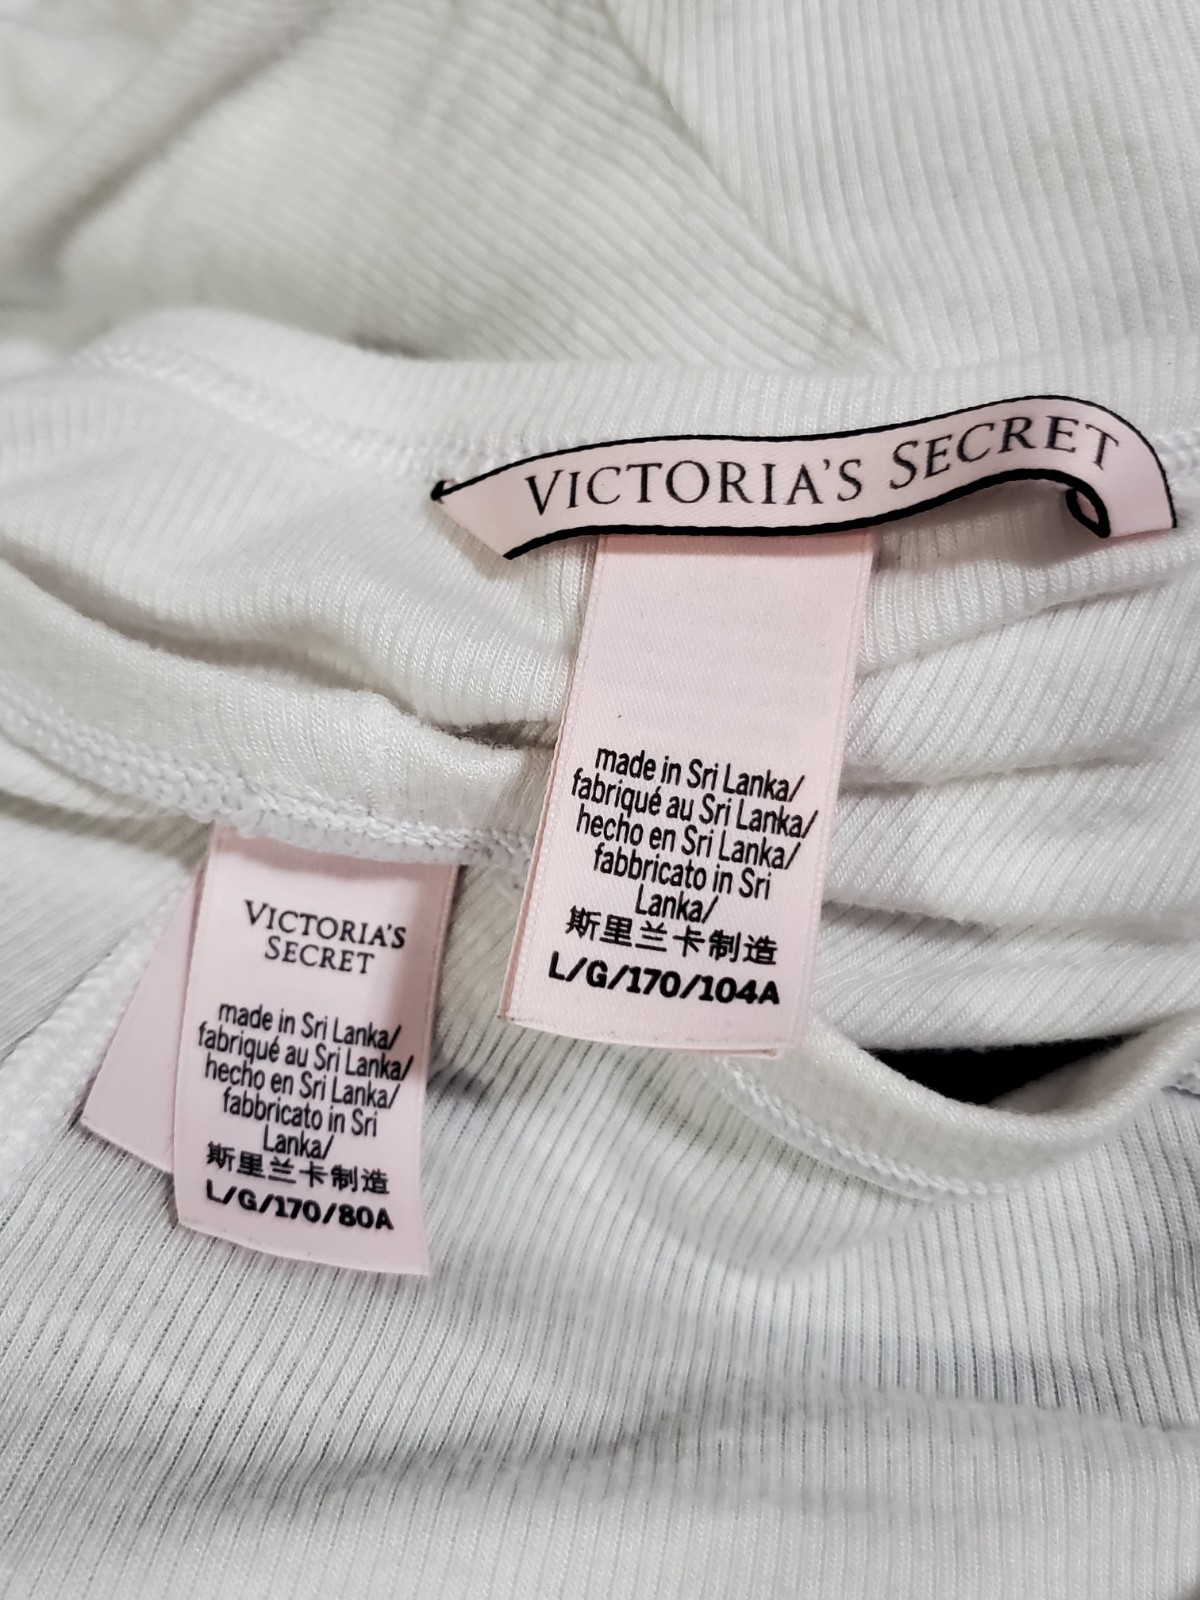 VICTORIA'S SECRET
made in Sri Lanka/
fabriqué au Sri Lanka/
hecho en Sri Lanka/
fabbricato in Sri
Lanka/
斯里兰卡制造
L/G/170/104A
VICTORIA'S
SECRET
made in Sri Lanka/
fabriqué au Sri Lanka/
hecho en Sri Lanka/
fabbricato in Sri
Lanka/
斯里兰卡制造
L/G/170/80A